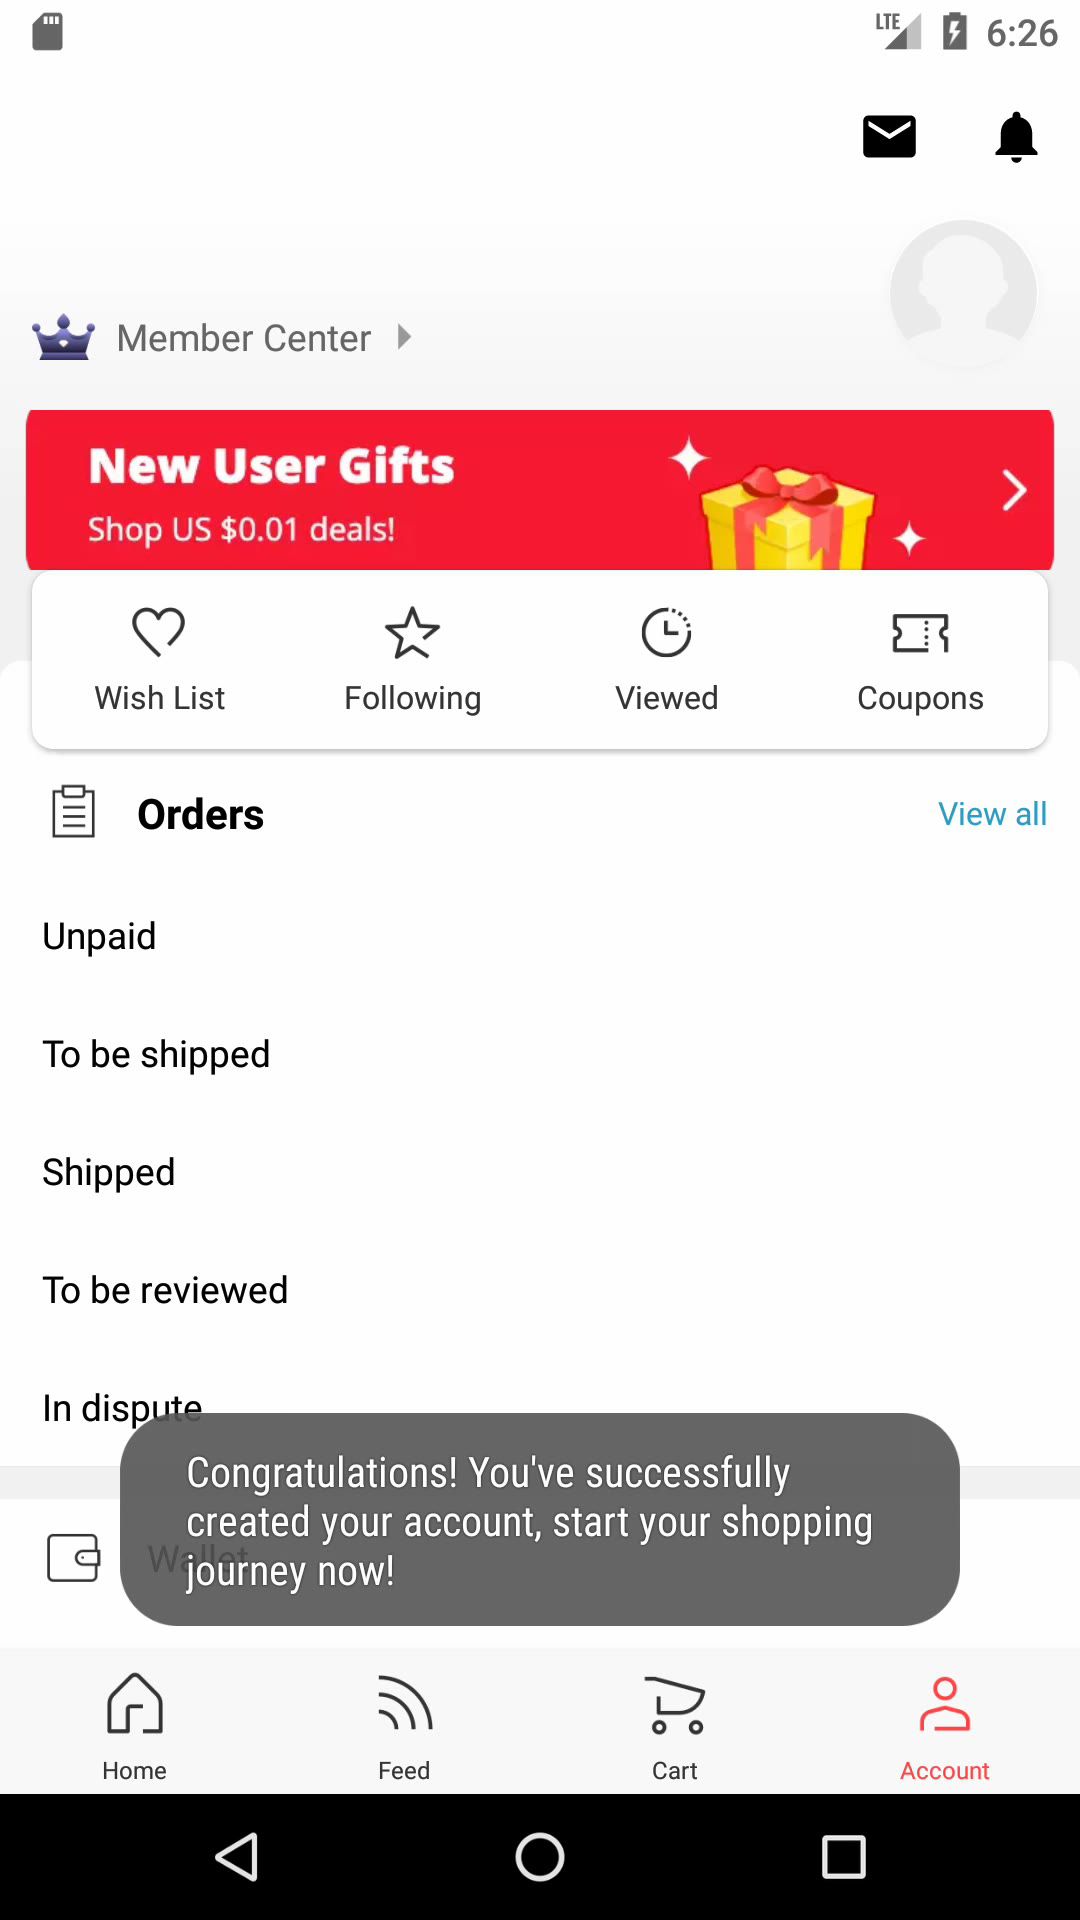 LTE 6:26
Member Center
New User Gifts
Shop US $0.01 deals!
Wish List Following Viewed Coupons
Orders View all
Unpaid
To be shipped
Shipped
To be reviewed
In dispute
Congratulations! You've successfully
created your account, start your shopping
journey now!
Wallet
Home Feed Cart Account